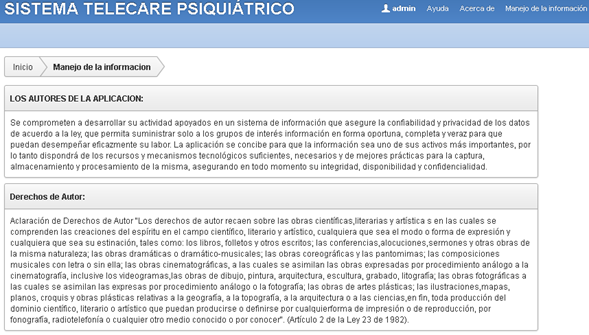 SISTEMA TELECARE PSIQUIÁTRICO
admin Ayuda Acerca de Manejo de la información
Inicio Manejo de la informacion
LOS AUTORES DE LA APLICACION:
Se comprometen a desarrollar su actividad apoyados en un sistema de información que asegure la confiabilidad y privacidad de los datos
de acuerdo a la ley, que permita suministrar solo a los grupos de interés información en forma oportuna, completa y veraz para que
puedan desempeñar eficazmente su labor. La aplicación se concibe para que la información sea uno de sus activos más importantes, por
lo tanto dispondrá de los recursos y mecanismos tecnológicos suficientes, necesarios y de mejores prácticas para la captura,
almacenamiento y procesamiento de la misma, asegurando en todo momento su integridad, disponibilidad y confidencialidad.
Derechos de Autor:
Aclaración de Derechos de Autor "Los derechos de autor recaen sobre las obras científicas,literarias y artística s en las cuales se
comprenden las creaciones del espíritu en el campo científico, literario y artístico, cualquiera que sea el modo o forma de expresión y
cualquiera que sea su estinación, tales como: los libros, folletos y otros escritos; las conferencias,alocuciones,sermones y otras obras de
la misma naturaleza; las obras dramáticas o dramático-musicales; las obras coreográficas y las pantomimas; las composiciones
musicales con letra o sin ella; las obras cinematográficas, a las cuales se asimilan las obras expresadas por procedimiento análogo a la
cinematografía, inclusive los videogramas,las obras de dibujo, pintura, arquitectura, escultura, grabado, litografía; las obras fotográficas a
las cuales se asimilan las expresas por procedimiento análogo o la fotografía; las obras de artes plásticas; las ilustraciones,mapas,
planos, croquis y obras plásticas relativas a la geografía, a la topografía, a la arquitectura o a las ciencias,en fin, toda producción del
dominio científico, literario o artístico que puedan producirse o definirse por cualquierforma de impresión o de reproducción, por
fonografía, radiotelefonía o cualquier otro medio conocido o por conocer". (Artículo 2 de la Ley 23 de 1982).